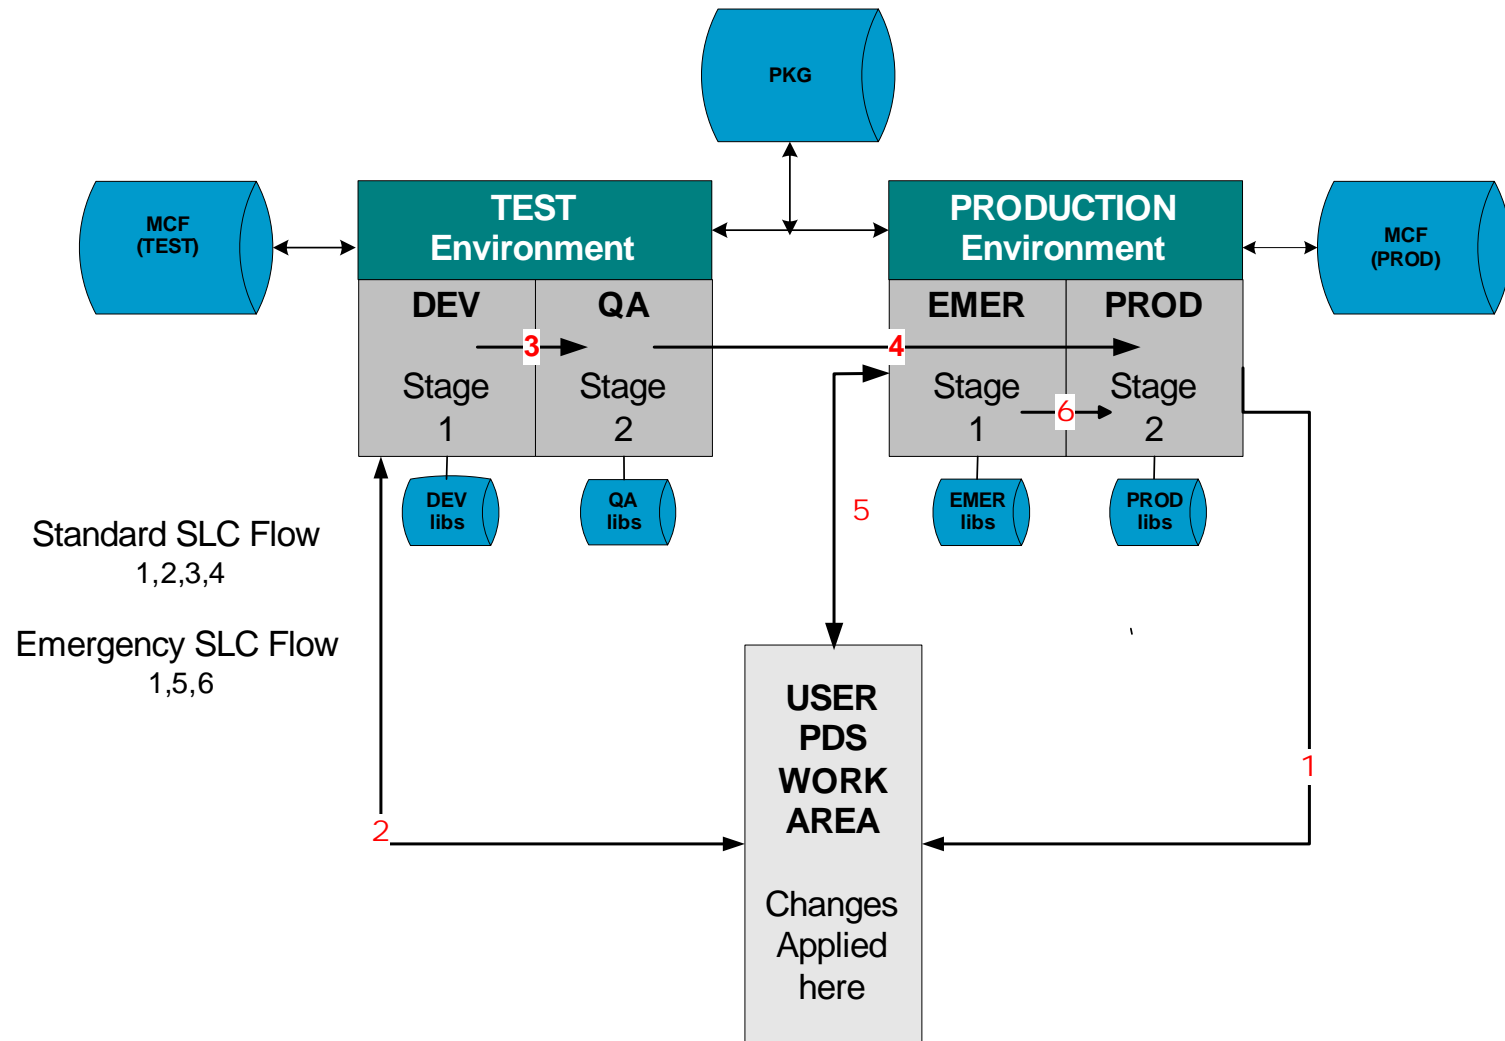 PKG
MCF
(TEST)
TEST
Environment
PRODUCTION
Environment
MCF
(PROD)
DEV
QA
EMER
PROD
3
4
Stage
1
Stage
2
Stage
1
6
Stage
2
DEV
libs
QA
libs
EMER
libs
PROD
libs
5
Standard SLC Flow
1,2,3,4
Emergency SLC Flow
1,5,6
USER
PDS
WORK
AREA
1
2
Changes
Applied
here